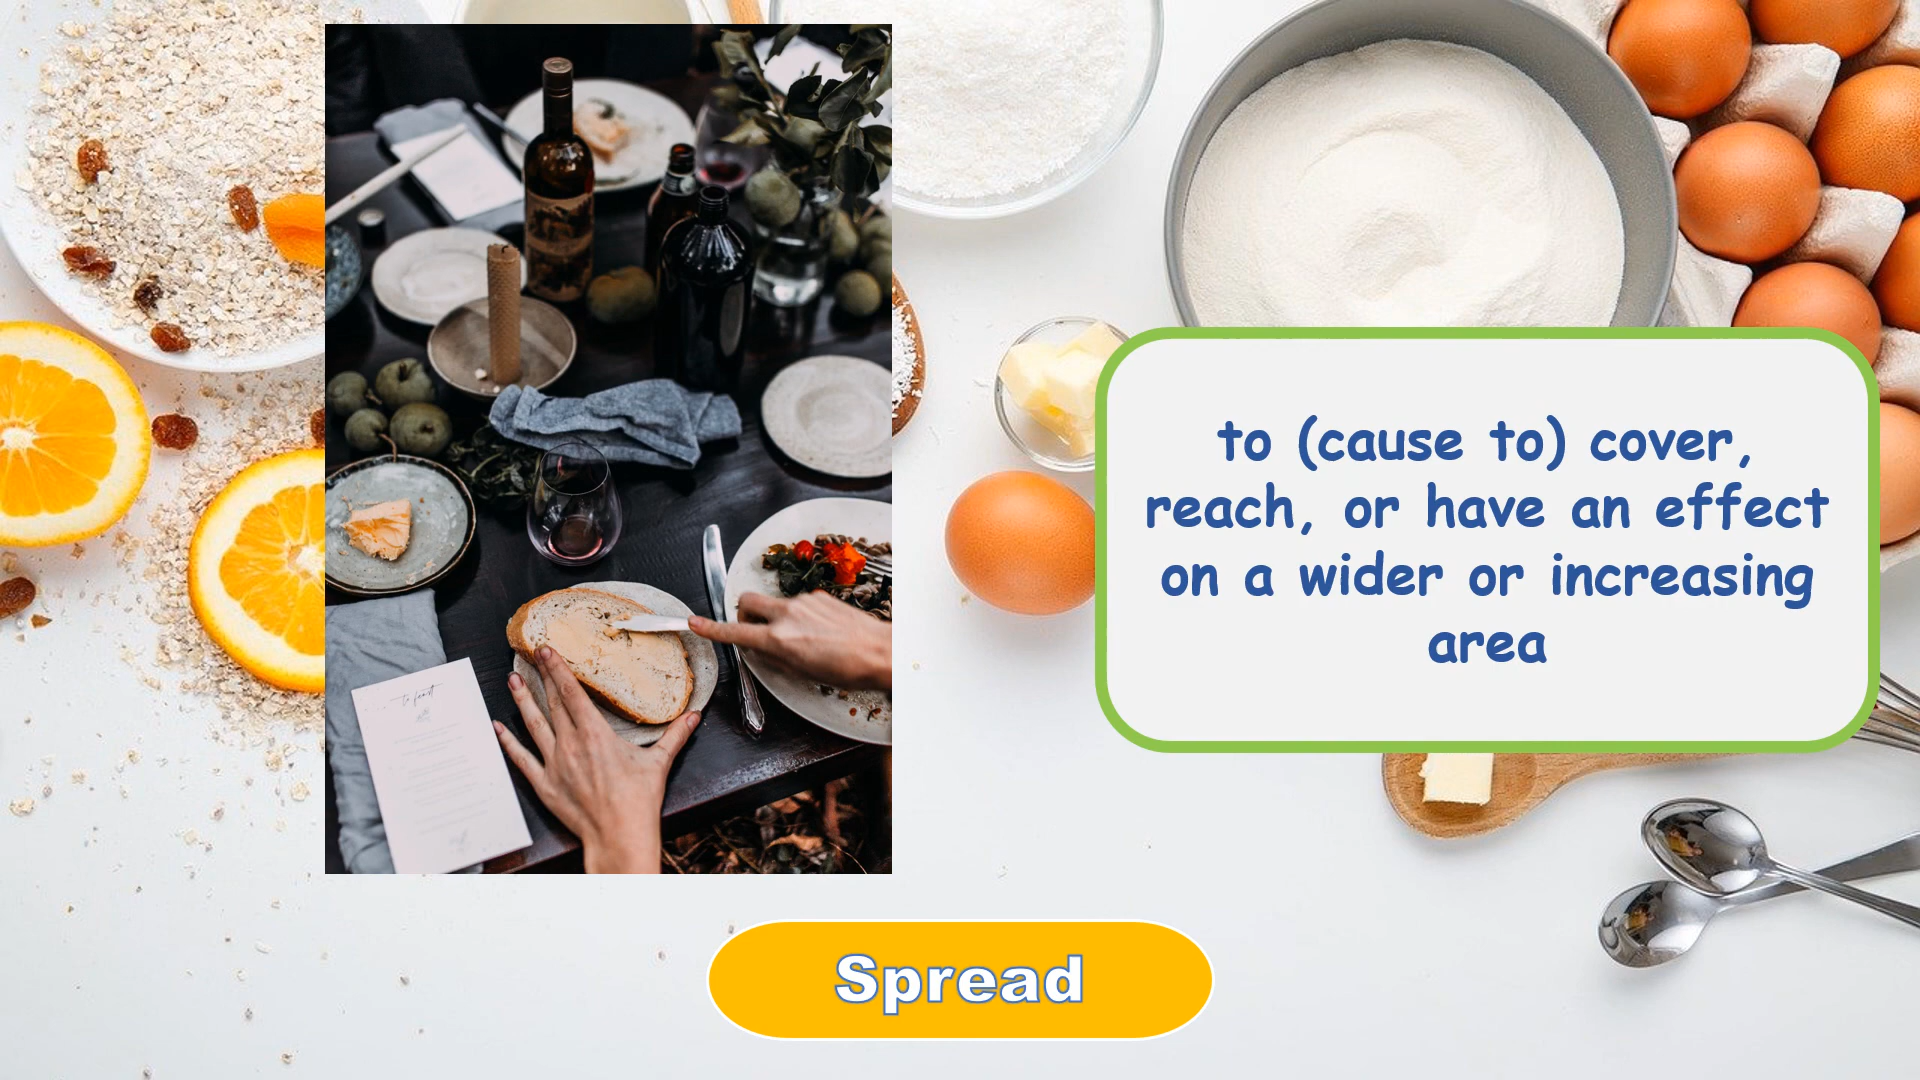 to (cause to) cover,
reach, or have an effect
on a wider or increasing
area
Spread